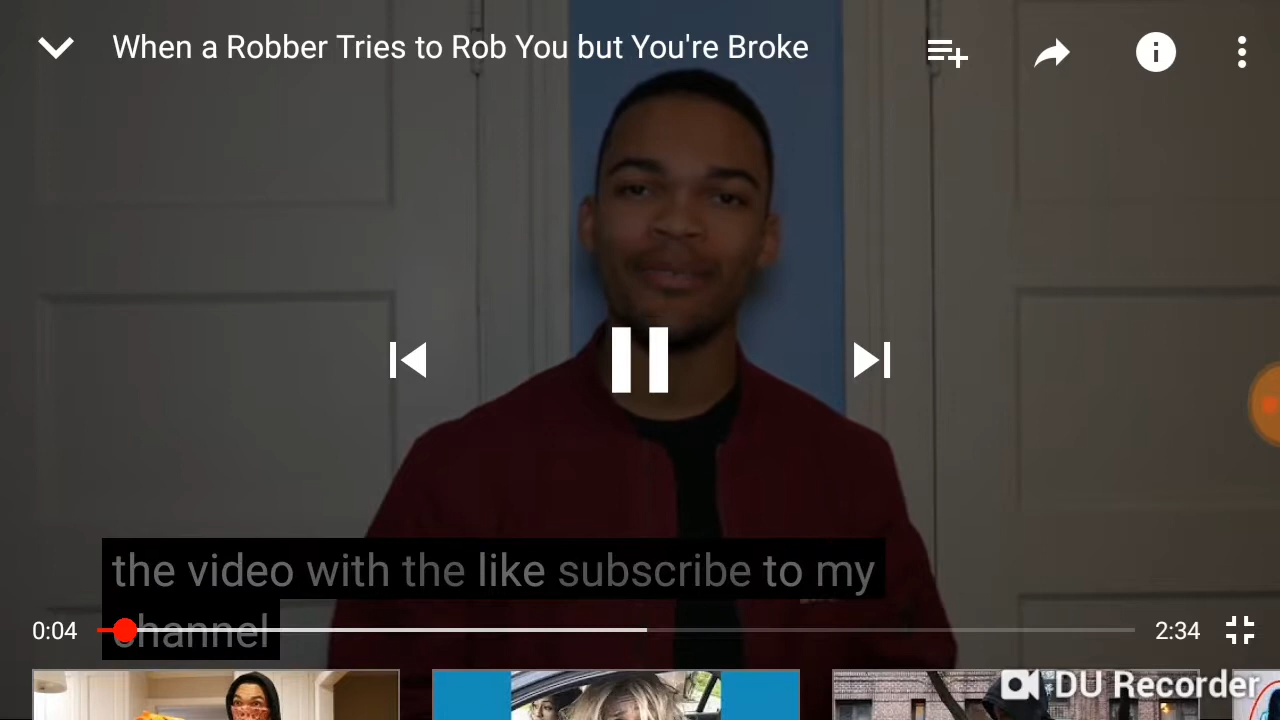 When a Robber Tries to Rob You but You're Broke
the video with the like subscribe to my
channel
0:04
2:34
DU Recorder